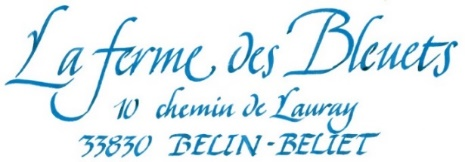 La ferme des Bleuets
10 chemin de Lauray
33830 BELIN-BELIET